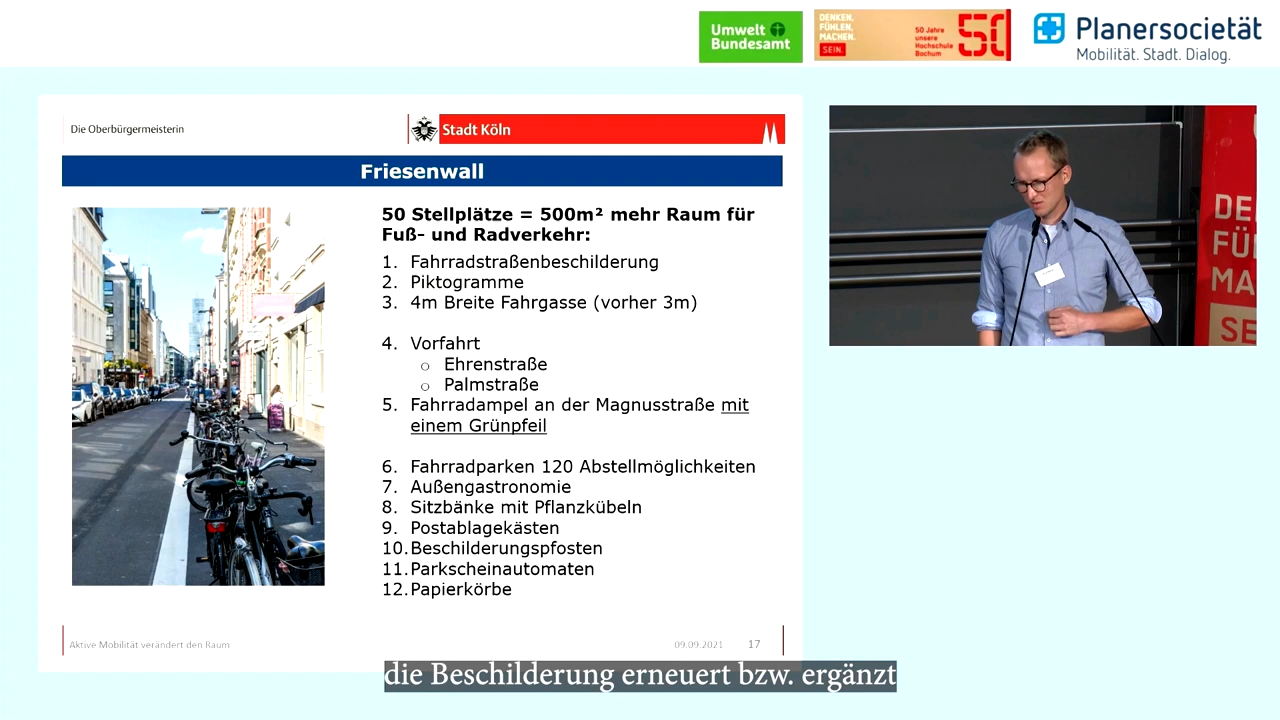 Umwelt
Bundesamt
DENKEN,
FÜHLEN,
MACHEN.
SEIN.
50 Jahre
unsere
Hochschule
Bochum
50
Planersocietät
Mobilität. Stadt. Dialog.
Die Oberbürgermeisterin
Stadt Köln
Friesenwall
50 Stellplätze = 500m² mehr Raum für
Fuß- und Radverkehr:
1. Fahrradstraßenbeschilderung
2. Piktogramme
3. 4m Breite Fahrgasse (vorher 3m)
4. Vorfahrt
o Ehrenstraße
o Palmstraße
5. Fahrradampel an der Magnusstraße mit
einem Grünpfeil
6. Fahrradparken 120 Abstellmöglichkeiten
7. Außengastronomie
8. Sitzbänke mit Pflanzkübeln
9. Postablagekästen
10. Beschilderungspfosten
11. Parkscheinautomaten
12. Papierkörbe
Aktive Mobilität verändert den Raum
09.09.2021
17
DE
FÜ
MA
SE
die Beschilderung erneuert bzw. ergänzt